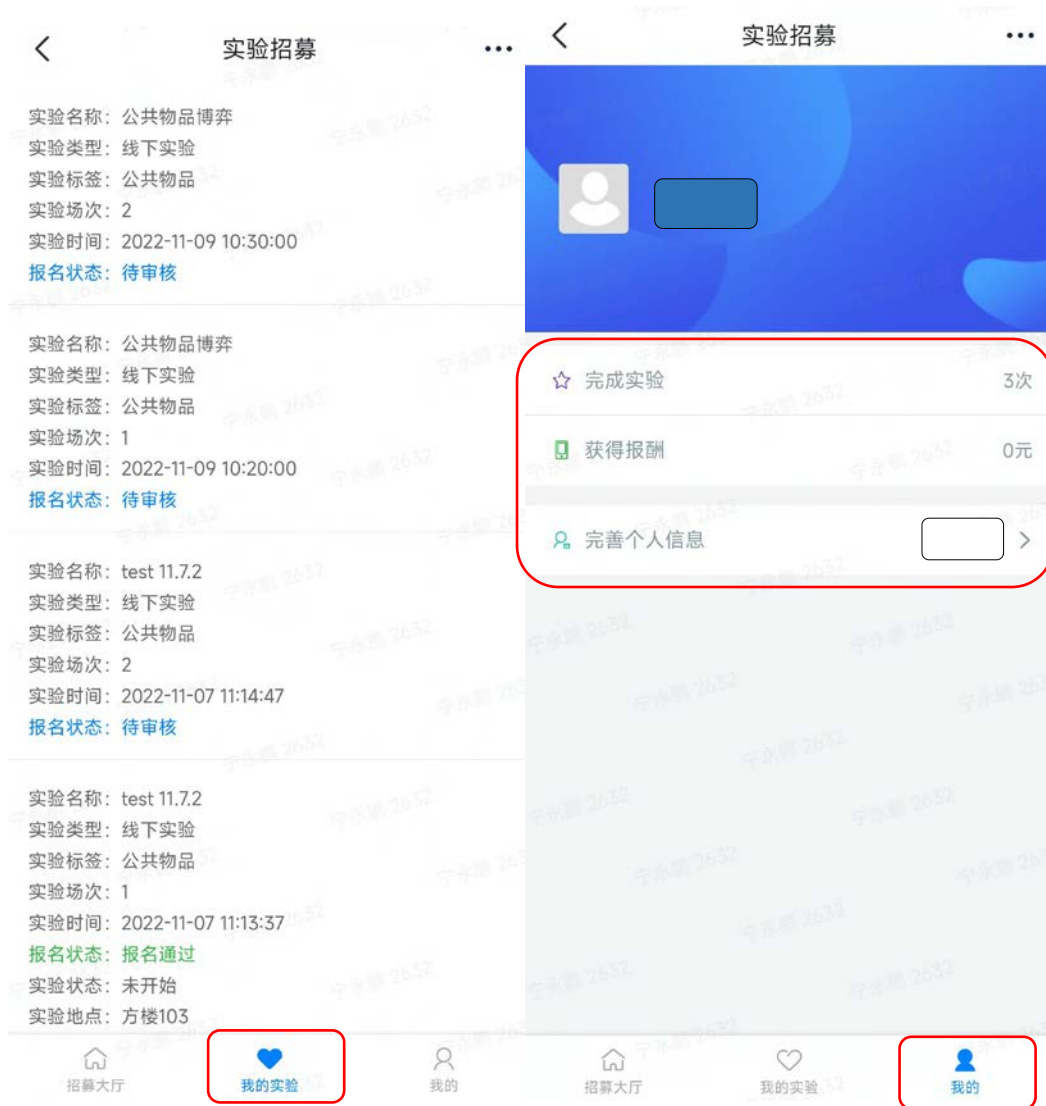 实验招募
实验名称：公共物品博弈
实验类型：线下实验
实验标签：公共物品
实验场次：2
实验时间：2022-11-09 10:30:00
报名状态：待审核
实验名称：公共物品博弈
实验类型：线下实验
实验标签：公共物品
实验场次：1
实验时间：2022-11-09 10:20:00
报名状态：待审核
实验名称：test 11.7.2
实验类型：线下实验
实验标签：公共物品
实验场次：2
实验时间：2022-11-07 11:14:47
报名状态：待审核
实验名称：test 11.7.2
实验类型：线下实验
实验标签：公共物品
实验场次：1
实验时间：2022-11-07 11:13:37
报名状态：报名通过
实验状态：未开始
实验地点：方楼103
招募大厅 我的实验 我的
实验招募
完成实验 3次
获得报酬 0元
完善个人信息
招募大厅 我的实验 我的